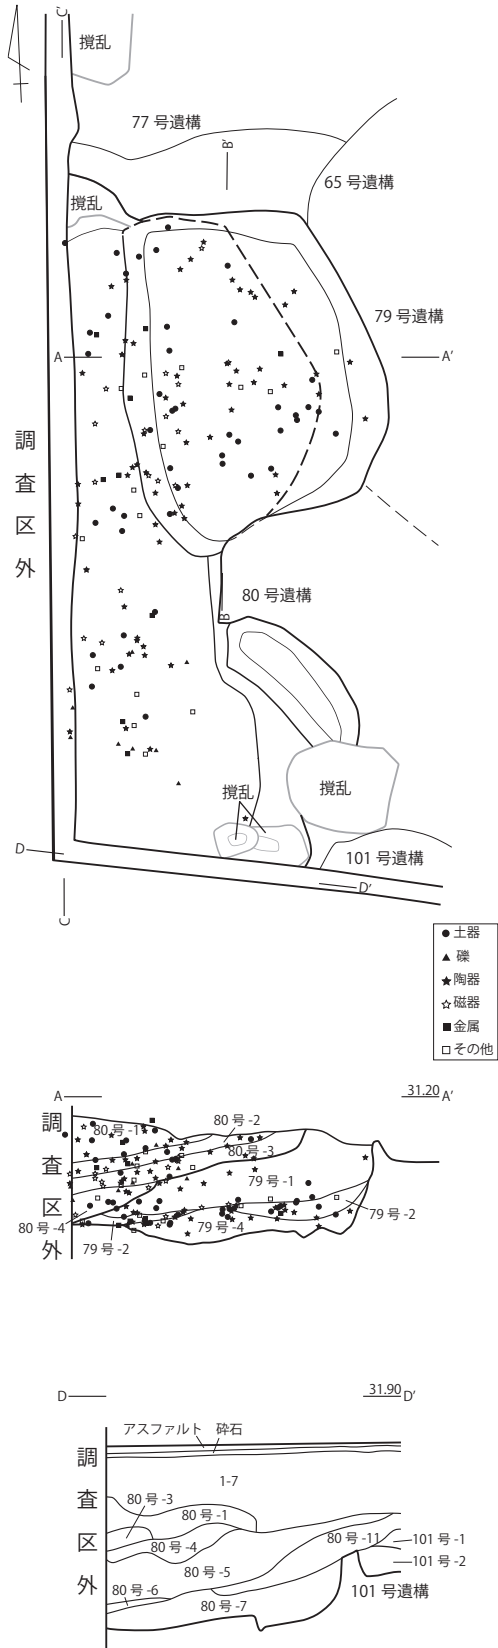 C'
撹乱
77 号遺構
B'
65 号遺構
撹乱
79 号遺構
A
A'
調査区外
80 号遺構
B
撹乱
撹乱
101 号遺構
D
D'
C
土器
礫
陶器
磁器
金属
その他
A
31.20 A'
調査区外
80 号 -1
80 号 -2
80 号 -3
79 号 -1
79 号 -2
80 号 -4
79 号 -4
79 号 -2
D
31.90 D'
アスファルト 砕石
調査区外
1-7
80 号 -3
80 号 -1
80 号 -4
80 号 -11
101 号 -1
101 号 -2
80 号 -5
101 号遺構
80 号 -6
80 号 -7